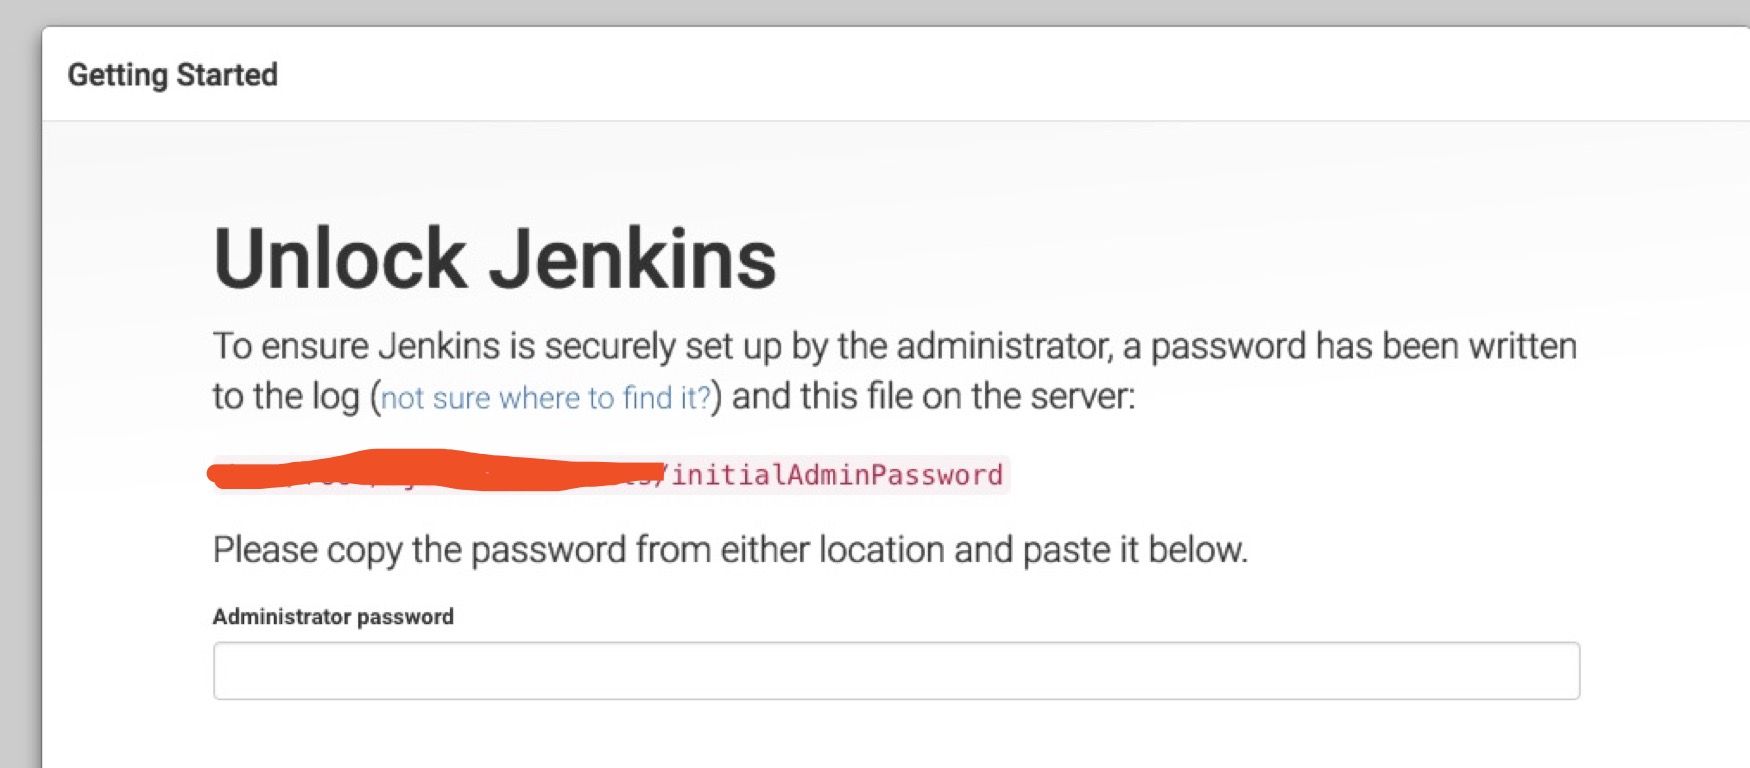 Getting Started
Unlock Jenkins
To ensure Jenkins is securely set up by the administrator, a password has been written
to the log (not sure where to find it?) and this file on the server:
/initialAdminPassword
Please copy the password from either location and paste it below.
Administrator password